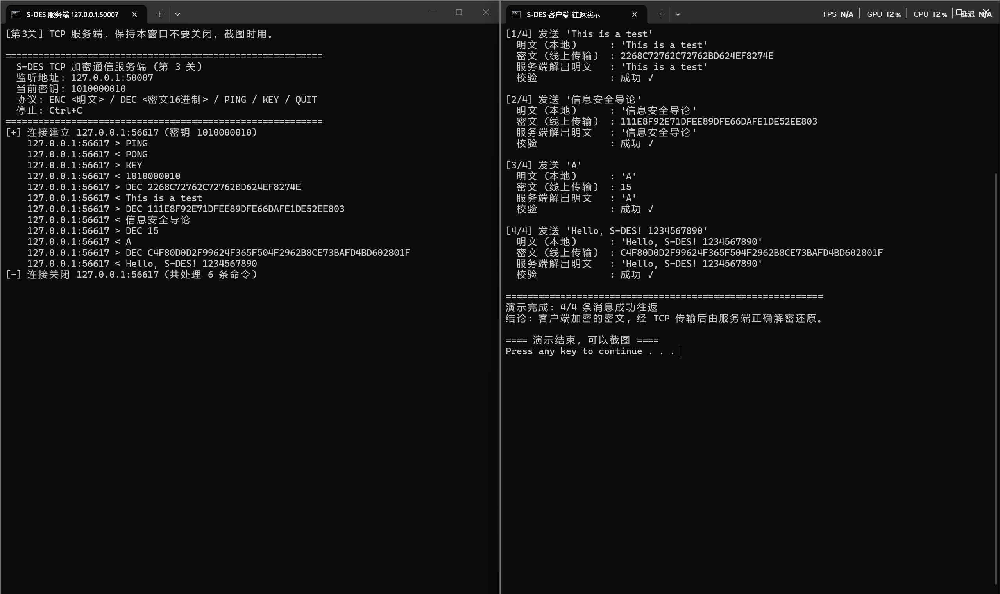 S-DES 服务端 127.0.0.1:50007
[第3关] TCP 服务端，保持本窗口不要关闭，截图时用。
==========================================================
S-DES TCP 加密通信服务端 (第 3 关)
监听地址: 127.0.0.1:50007
当前密钥: 1010000010
协议: ENC <明文> / DEC <密文16进制> / PING / KEY / QUIT
停止: Ctrl+C
==========================================================
[+] 连接建立 127.0.0.1:56617 (密钥 1010000010)
127.0.0.1:56617 > PING
127.0.0.1:56617 < PONG
127.0.0.1:56617 > KEY
127.0.0.1:56617 < 1010000010
127.0.0.1:56617 > DEC 2268C72762C72762BD624EF8274E
127.0.0.1:56617 < This is a test
127.0.0.1:56617 > DEC 111E8F92E71DFEE89DFE66DAFE1DE52EE803
127.0.0.1:56617 < 信息安全导论
127.0.0.1:56617 > DEC 15
127.0.0.1:56617 < A
127.0.0.1:56617 > DEC C4F80D0D2F99624F365F504F2962B8CE73BAFD4BD602801F
127.0.0.1:56617 < Hello, S-DES! 1234567890
[-] 连接关闭 127.0.0.1:56617 (共处理 6 条命令)
S-DES 客户端 往返演示
FPS N/A | GPU 12% | CPU 12% | 延迟 N/A
[1/4] 发送 'This is a test'
明文 (本地) : 'This is a test'
密文 (线上传输) : 2268C72762C72762BD624EF8274E
服务端解出明文 : 'This is a test'
校验 : 成功 √
[2/4] 发送 '信息安全导论'
明文 (本地) : '信息安全导论'
密文 (线上传输) : 111E8F92E71DFEE89DFE66DAFE1DE52EE803
服务端解出明文 : '信息安全导论'
校验 : 成功 √
[3/4] 发送 'A'
明文 (本地) : 'A'
密文 (线上传输) : 15
服务端解出明文 : 'A'
校验 : 成功 √
[4/4] 发送 'Hello, S-DES! 1234567890'
明文 (本地) : 'Hello, S-DES! 1234567890'
密文 (线上传输) : C4F80D0D2F99624F365F504F2962B8CE73BAFD4BD602801F
服务端解出明文 : 'Hello, S-DES! 1234567890'
校验 : 成功 √
==========================================================
演示完成: 4/4 条消息成功往返
结论: 客户端加密的密文, 经 TCP 传输后由服务端正确解密还原。
==== 演示结束, 可以截图 ====
Press any key to continue . . .